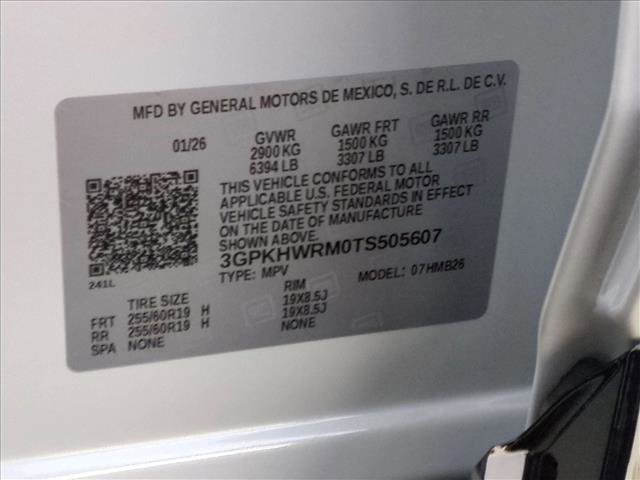 MFD BY GENERAL MOTORS DE MEXICO, S. DE R.L. DE C.V.
01/26 GVWR GAWR FRT GAWR RR
2900 KG 1500 KG 1500 KG
6394 LB 3307 LB 3307 LB
THIS VEHICLE CONFORMS TO ALL
APPLICABLE U.S. FEDERAL MOTOR
VEHICLE SAFETY STANDARDS IN EFFECT
ON THE DATE OF MANUFACTURE
SHOWN ABOVE.
3GPKHWRM0TS505607
TYPE: MPV MODEL: 07HMB26
241L
TIRE SIZE RIM
FRT 255/60R19 H 19X8.5J
RR 255/60R19 H 19X8.5J
SPA NONE NONE